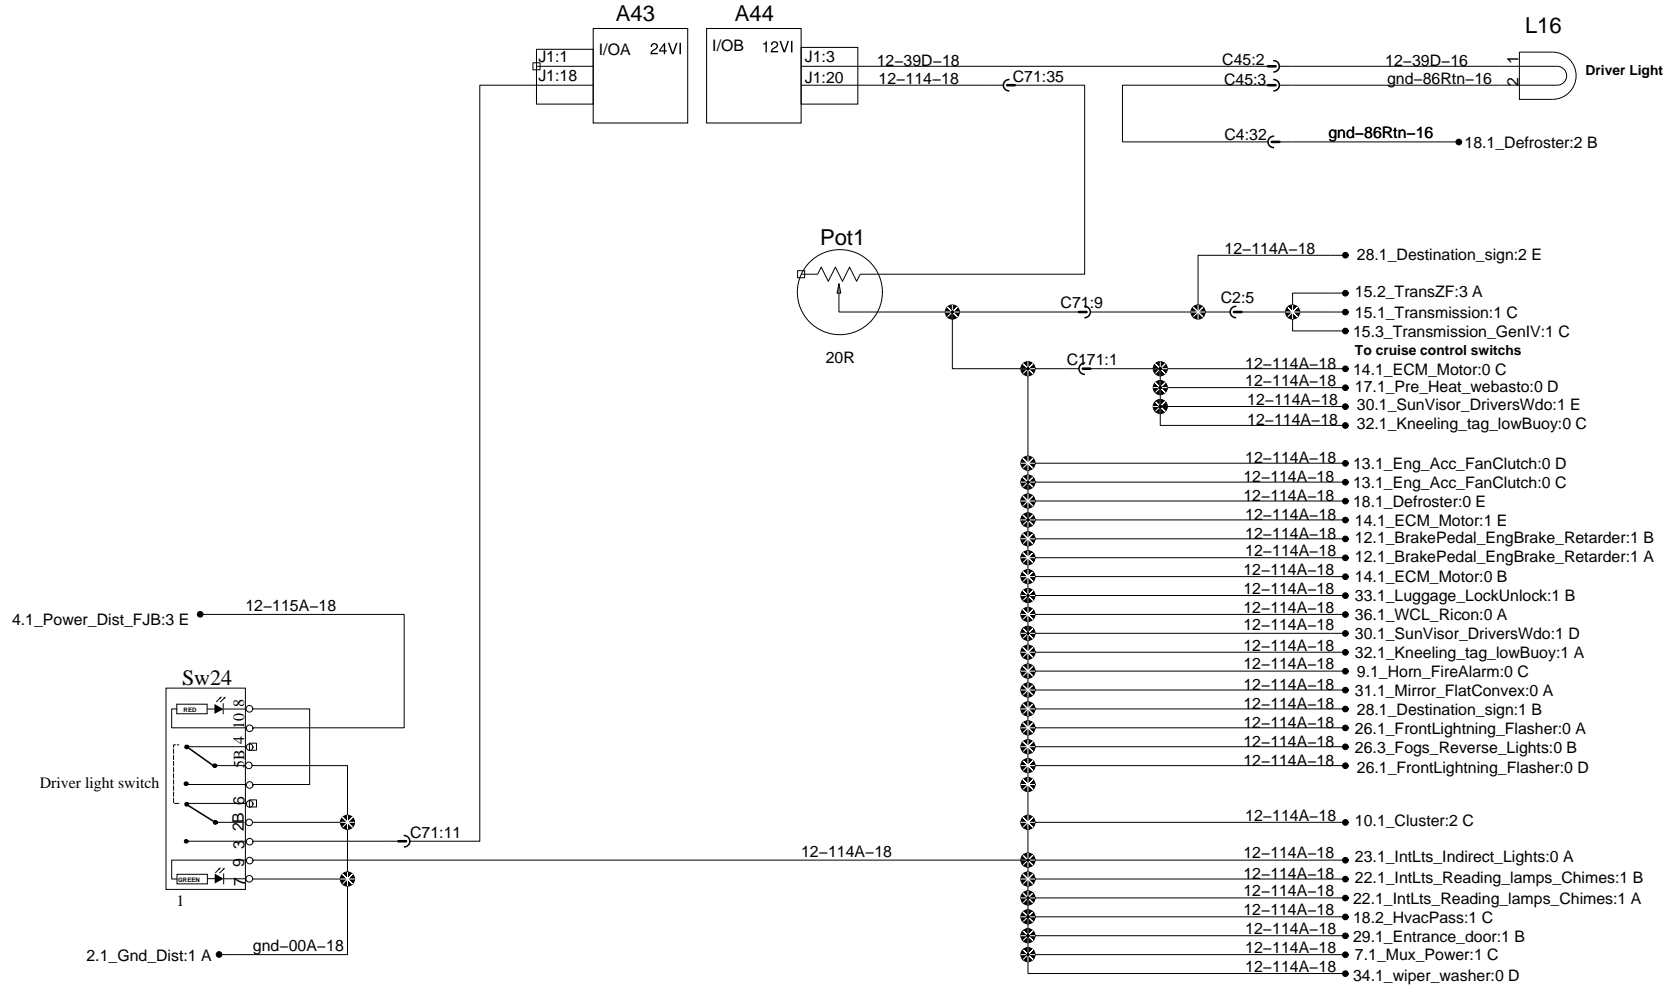 A43
A44
L16
I/OA 24VI
I/OB 12VI
J1:1
J1:18
J1:3
J1:20
12–39D–18
12–114–18
C71:35
C45:2
C45:3
12–39D–16
gnd–86Rtn–16
1
2
Driver Light
C4:32
gnd–86Rtn–16
18.1_Defroster:2 B
Pot1
20R
12–114A–18
28.1_Destination_sign:2 E
C71:9
C2:5
15.2_TransZF:3 A
15.1_Transmission:1 C
15.3_Transmission_GenIV:1 C
To cruise control switchs
C171:1
12–114A–18 14.1_ECM_Motor:0 C
12–114A–18 17.1_Pre_Heat_webasto:0 D
12–114A–18 30.1_SunVisor_DriversWdo:1 E
12–114A–18 32.1_Kneeling_tag_lowBuoy:0 C
12–114A–18 13.1_Eng_Acc_FanClutch:0 D
12–114A–18 13.1_Eng_Acc_FanClutch:0 C
12–114A–18 18.1_Defroster:0 E
12–114A–18 14.1_ECM_Motor:1 E
12–114A–18 12.1_BrakePedal_EngBrake_Retarder:1 B
12–114A–18 12.1_BrakePedal_EngBrake_Retarder:1 A
12–114A–18 14.1_ECM_Motor:0 B
12–114A–18 33.1_Luggage_LockUnlock:1 B
12–114A–18 36.1_WCL_Ricon:0 A
12–114A–18 30.1_SunVisor_DriversWdo:1 D
12–114A–18 32.1_Kneeling_tag_lowBuoy:1 A
12–114A–18 9.1_Horn_FireAlarm:0 C
12–114A–18 31.1_Mirror_FlatConvex:0 A
12–114A–18 28.1_Destination_sign:1 B
12–114A–18 26.1_FrontLightning_Flasher:0 A
12–114A–18 26.3_Fogs_Reverse_Lights:0 B
12–114A–18 26.1_FrontLightning_Flasher:0 D
12–114A–18 10.1_Cluster:2 C
12–114A–18 23.1_IntLts_Indirect_Lights:0 A
12–114A–18 22.1_IntLts_Reading_lamps_Chimes:1 B
12–114A–18 22.1_IntLts_Reading_lamps_Chimes:1 A
12–114A–18 18.2_HvacPass:1 C
12–114A–18 29.1_Entrance_door:1 B
12–114A–18 7.1_Mux_Power:1 C
12–114A–18 34.1_wiper_washer:0 D
4.1_Power_Dist_FJB:3 E
12–115A–18
Sw24
RED
8
10
4
5B
Driver light switch
6
2B
3
C71:11
9
12–114A–18
GREEN
7
1
2.1_Gnd_Dist:1 A
gnd–00A–18